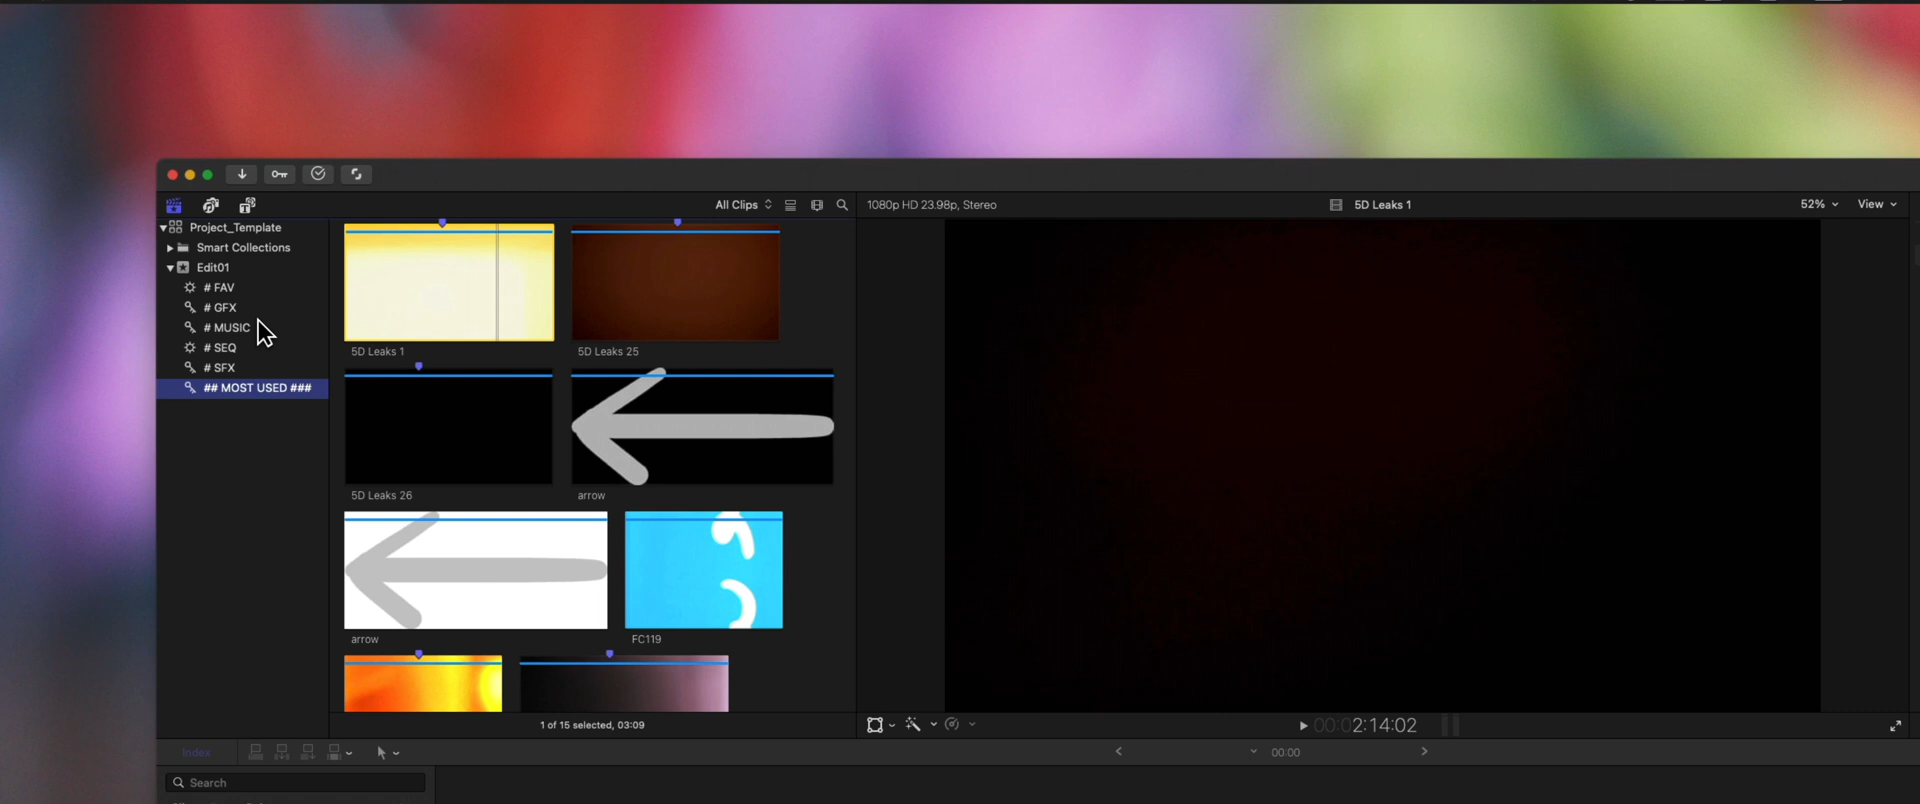 All Clips
1080p HD 23.98p, Stereo
5D Leaks 1
52%
View
Project_Template
Smart Collections
Edit01
# FAV
# GFX
# MUSIC
# SEQ
# SFX
## MOST USED ###
5D Leaks 1
5D Leaks 25
5D Leaks 26
arrow
arrow
FC119
1 of 15 selected, 03:09
00:02:14:02
Index
00:00
Search